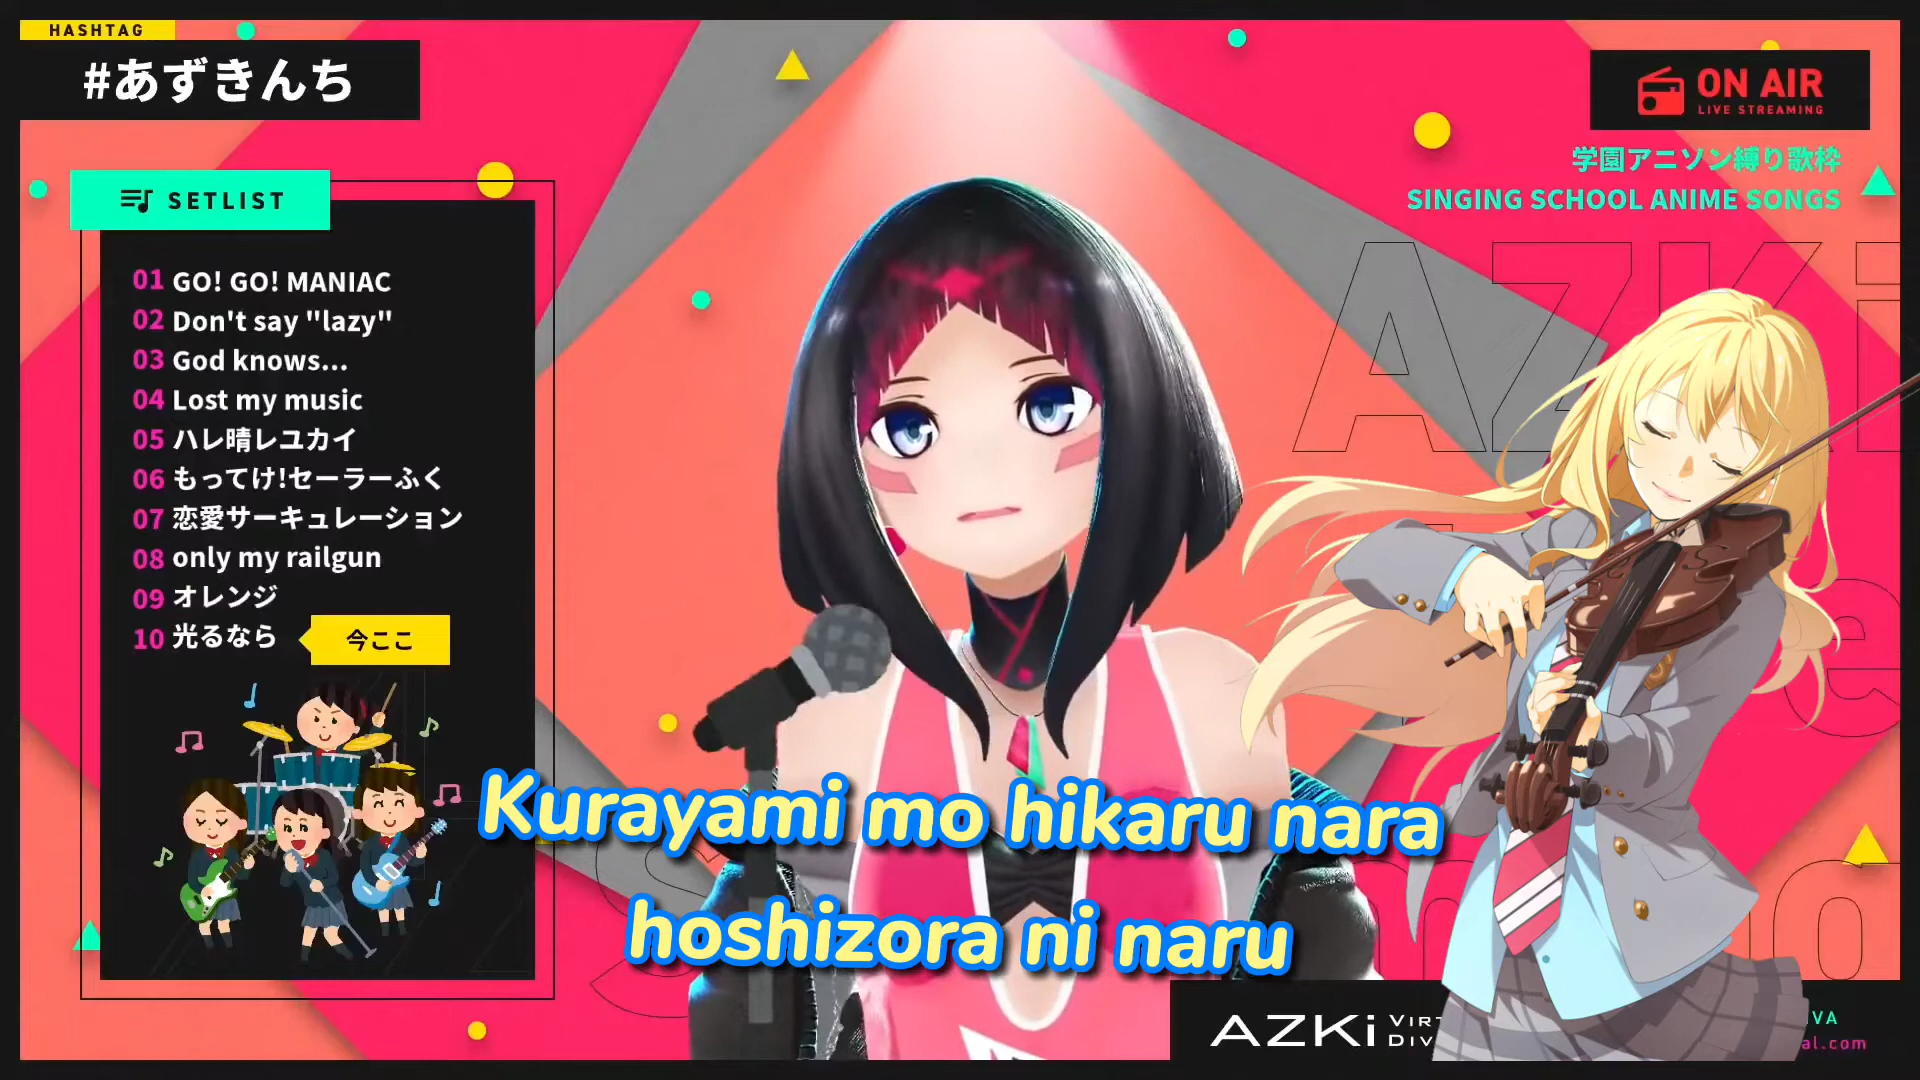 HASHTAG
#あずきんち
ON AIR
LIVE STREAMING
学園アニソン縛り歌枠
SINGING SCHOOL ANIME SONGS
SETLIST
01 GO! GO! MANIAC
02 Don't say "lazy"
03 God knows...
04 Lost my music
05 ハレ晴レユカイ
06 もってけ!セーラーふく
07 恋愛サーキュレーション
08 only my railgun
09 オレンジ
10 光るなら
今ここ
Kurayami mo hikaru nara
hoshizora ni naru
AZKi